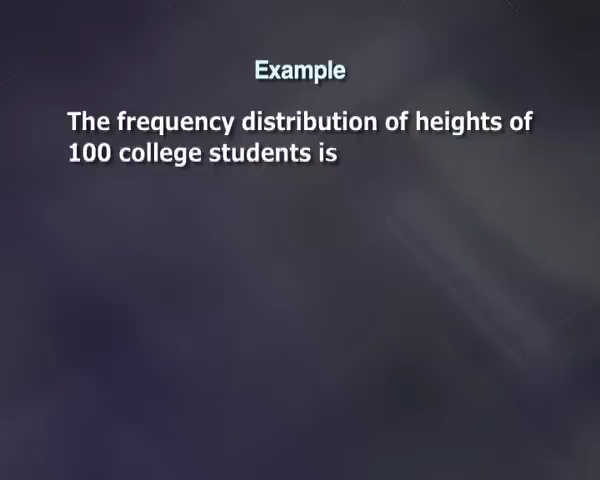 Example
The frequency distribution of heights of
100 college students is